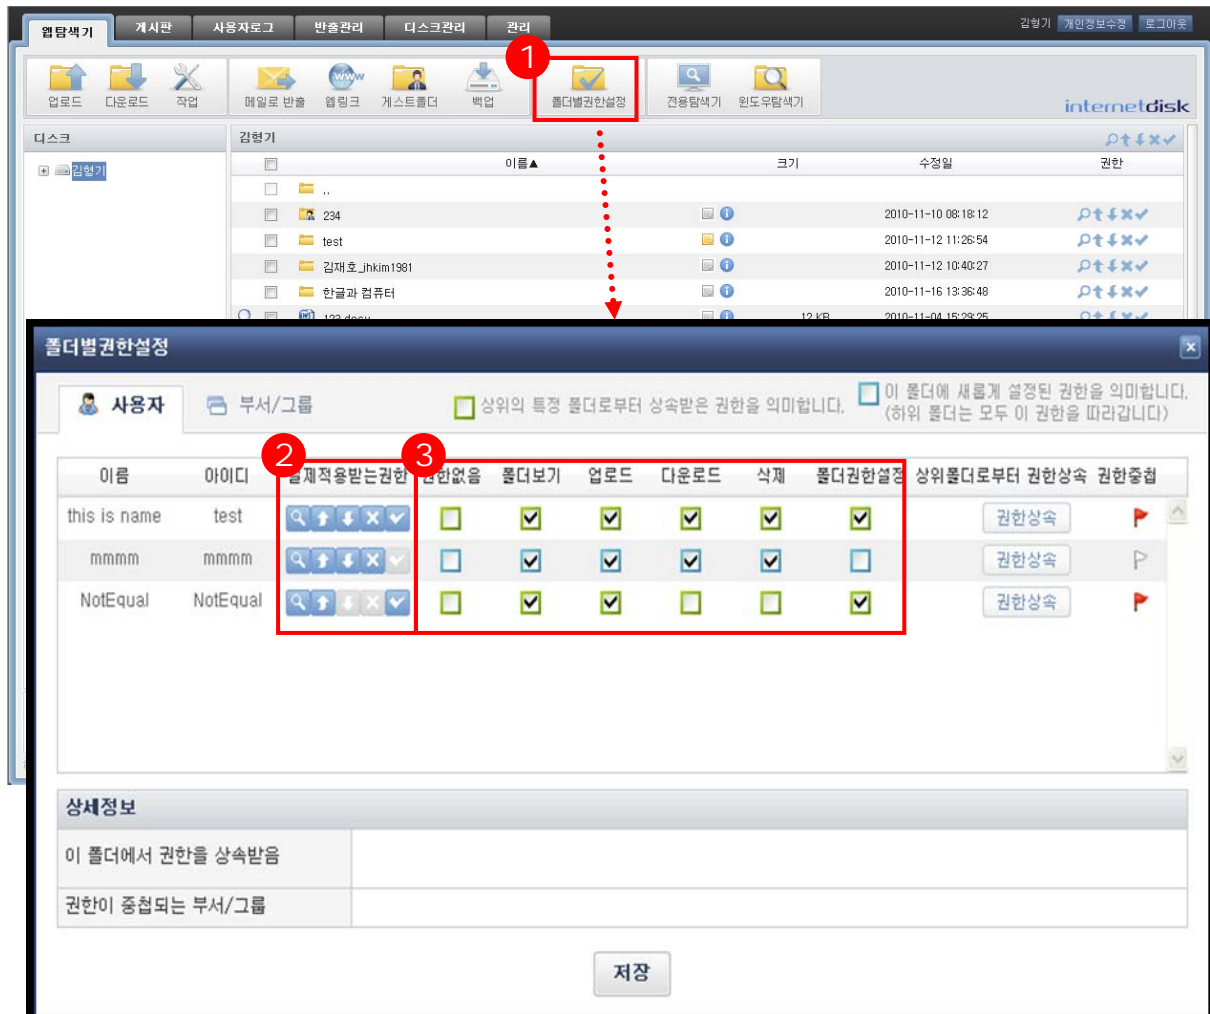 웹탐색기 게시판 사용자로그 반출관리 디스크관리 관리 김형기 개인정보수정 로그아웃
1
업로드 다운로드 작업 메일로 반출 웹링크 게스트폴더 백업 폴더별권한설정 전용탐색기 윈도우탐색기
www
internetdisk
디스크 김형기
김형기
이름▲ 크기 수정일 권한
..
234 2010-11-10 08:18:12
test 2010-11-12 11:26:54
김재호_jhkim1981 2010-11-12 10:40:27
한글과 컴퓨터 2010-11-16 13:36:48
123.docx 12 KB 2010-11-04 15:29:25
폴더별권한설정
사용자 부서/그룹 상위의 특정 폴더로부터 상속받은 권한을 의미합니다. 이 폴더에 새롭게 설정된 권한을 의미합니다.
(하위 폴더는 모두 이 권한을 따라갑니다)
2 3
이름 아이디 실제적용받는권한 권한없음 폴더보기 업로드 다운로드 삭제 폴더권한설정 상위폴더로부터 권한상속 권한중첩
this is name test 권한상속
mmmm mmmm 권한상속
NotEqual NotEqual 권한상속
상세정보
이 폴더에서 권한을 상속받음
권한이 중첩되는 부서/그룹
저장